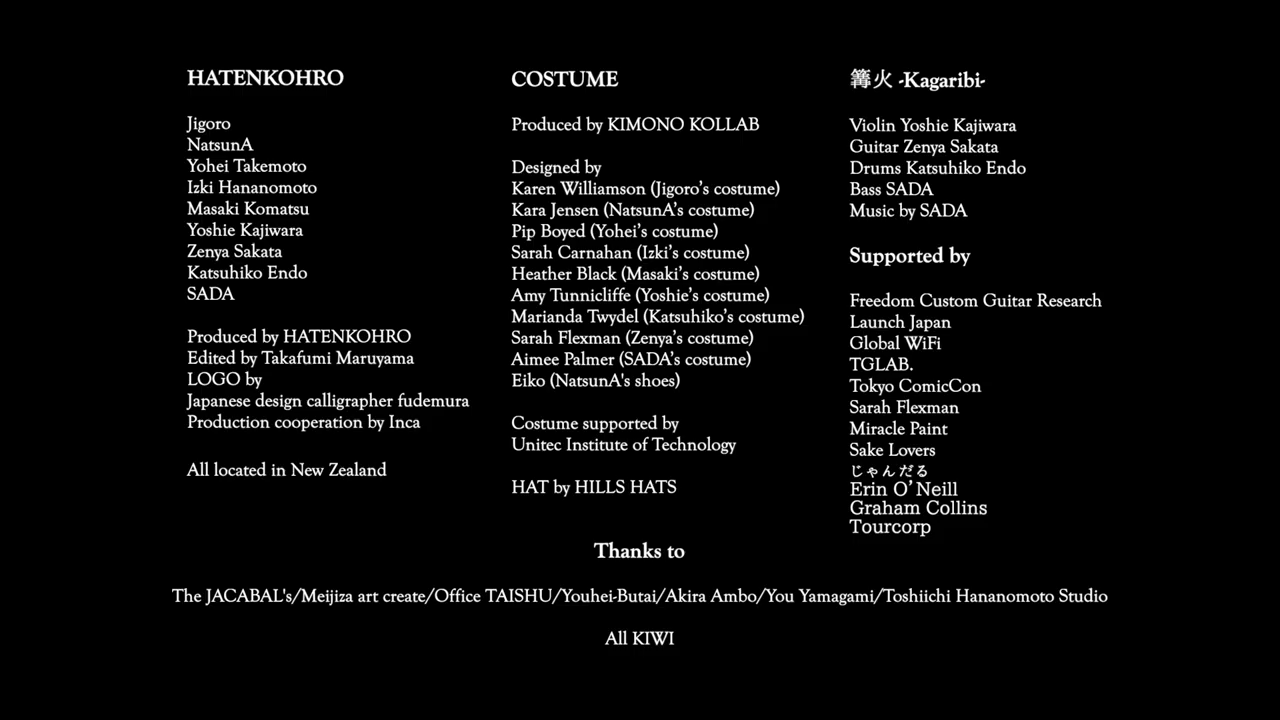 HATENKOHRO
Jigoro
NatsunA
Yohei Takemoto
Izki Hananomoto
Masaki Komatsu
Yoshie Kajiwara
Zenya Sakata
Katsuhiko Endo
SADA
Produced by HATENKOHRO
Edited by Takafumi Maruyama
LOGO by
Japanese design calligrapher fudemura
Production cooperation by Inca
All located in New Zealand
COSTUME
Produced by KIMONO KOLLAB
Designed by
Karen Williamson (Jigoro's costume)
Kara Jensen (NatsunA's costume)
Pip Boyed (Yohei's costume)
Sarah Carnahan (Izki's costume)
Heather Black (Masaki's costume)
Amy Tunnicliffe (Yoshie's costume)
Marianda Twydel (Katsuhiko's costume)
Sarah Flexman (Zenya's costume)
Aimee Palmer (SADA's costume)
Eiko (NatsunA's shoes)
Costume supported by
Unitec Institute of Technology
HAT by HILLS HATS
篝火 -Kagaribi-
Violin Yoshie Kajiwara
Guitar Zenya Sakata
Drums Katsuhiko Endo
Bass SADA
Music by SADA
Supported by
Freedom Custom Guitar Research
Launch Japan
Global WiFi
TGLAB.
Tokyo ComicCon
Sarah Flexman
Miracle Paint
Sake Lovers
じゃんだる
Erin O'Neill
Graham Collins
Tourcorp
Thanks to
The JACABAL's/Meijiza art create/Office TAISHU/Youhei-Butai/Akira Ambo/You Yamagami/Toshiichi Hananomoto Studio
All KIWI